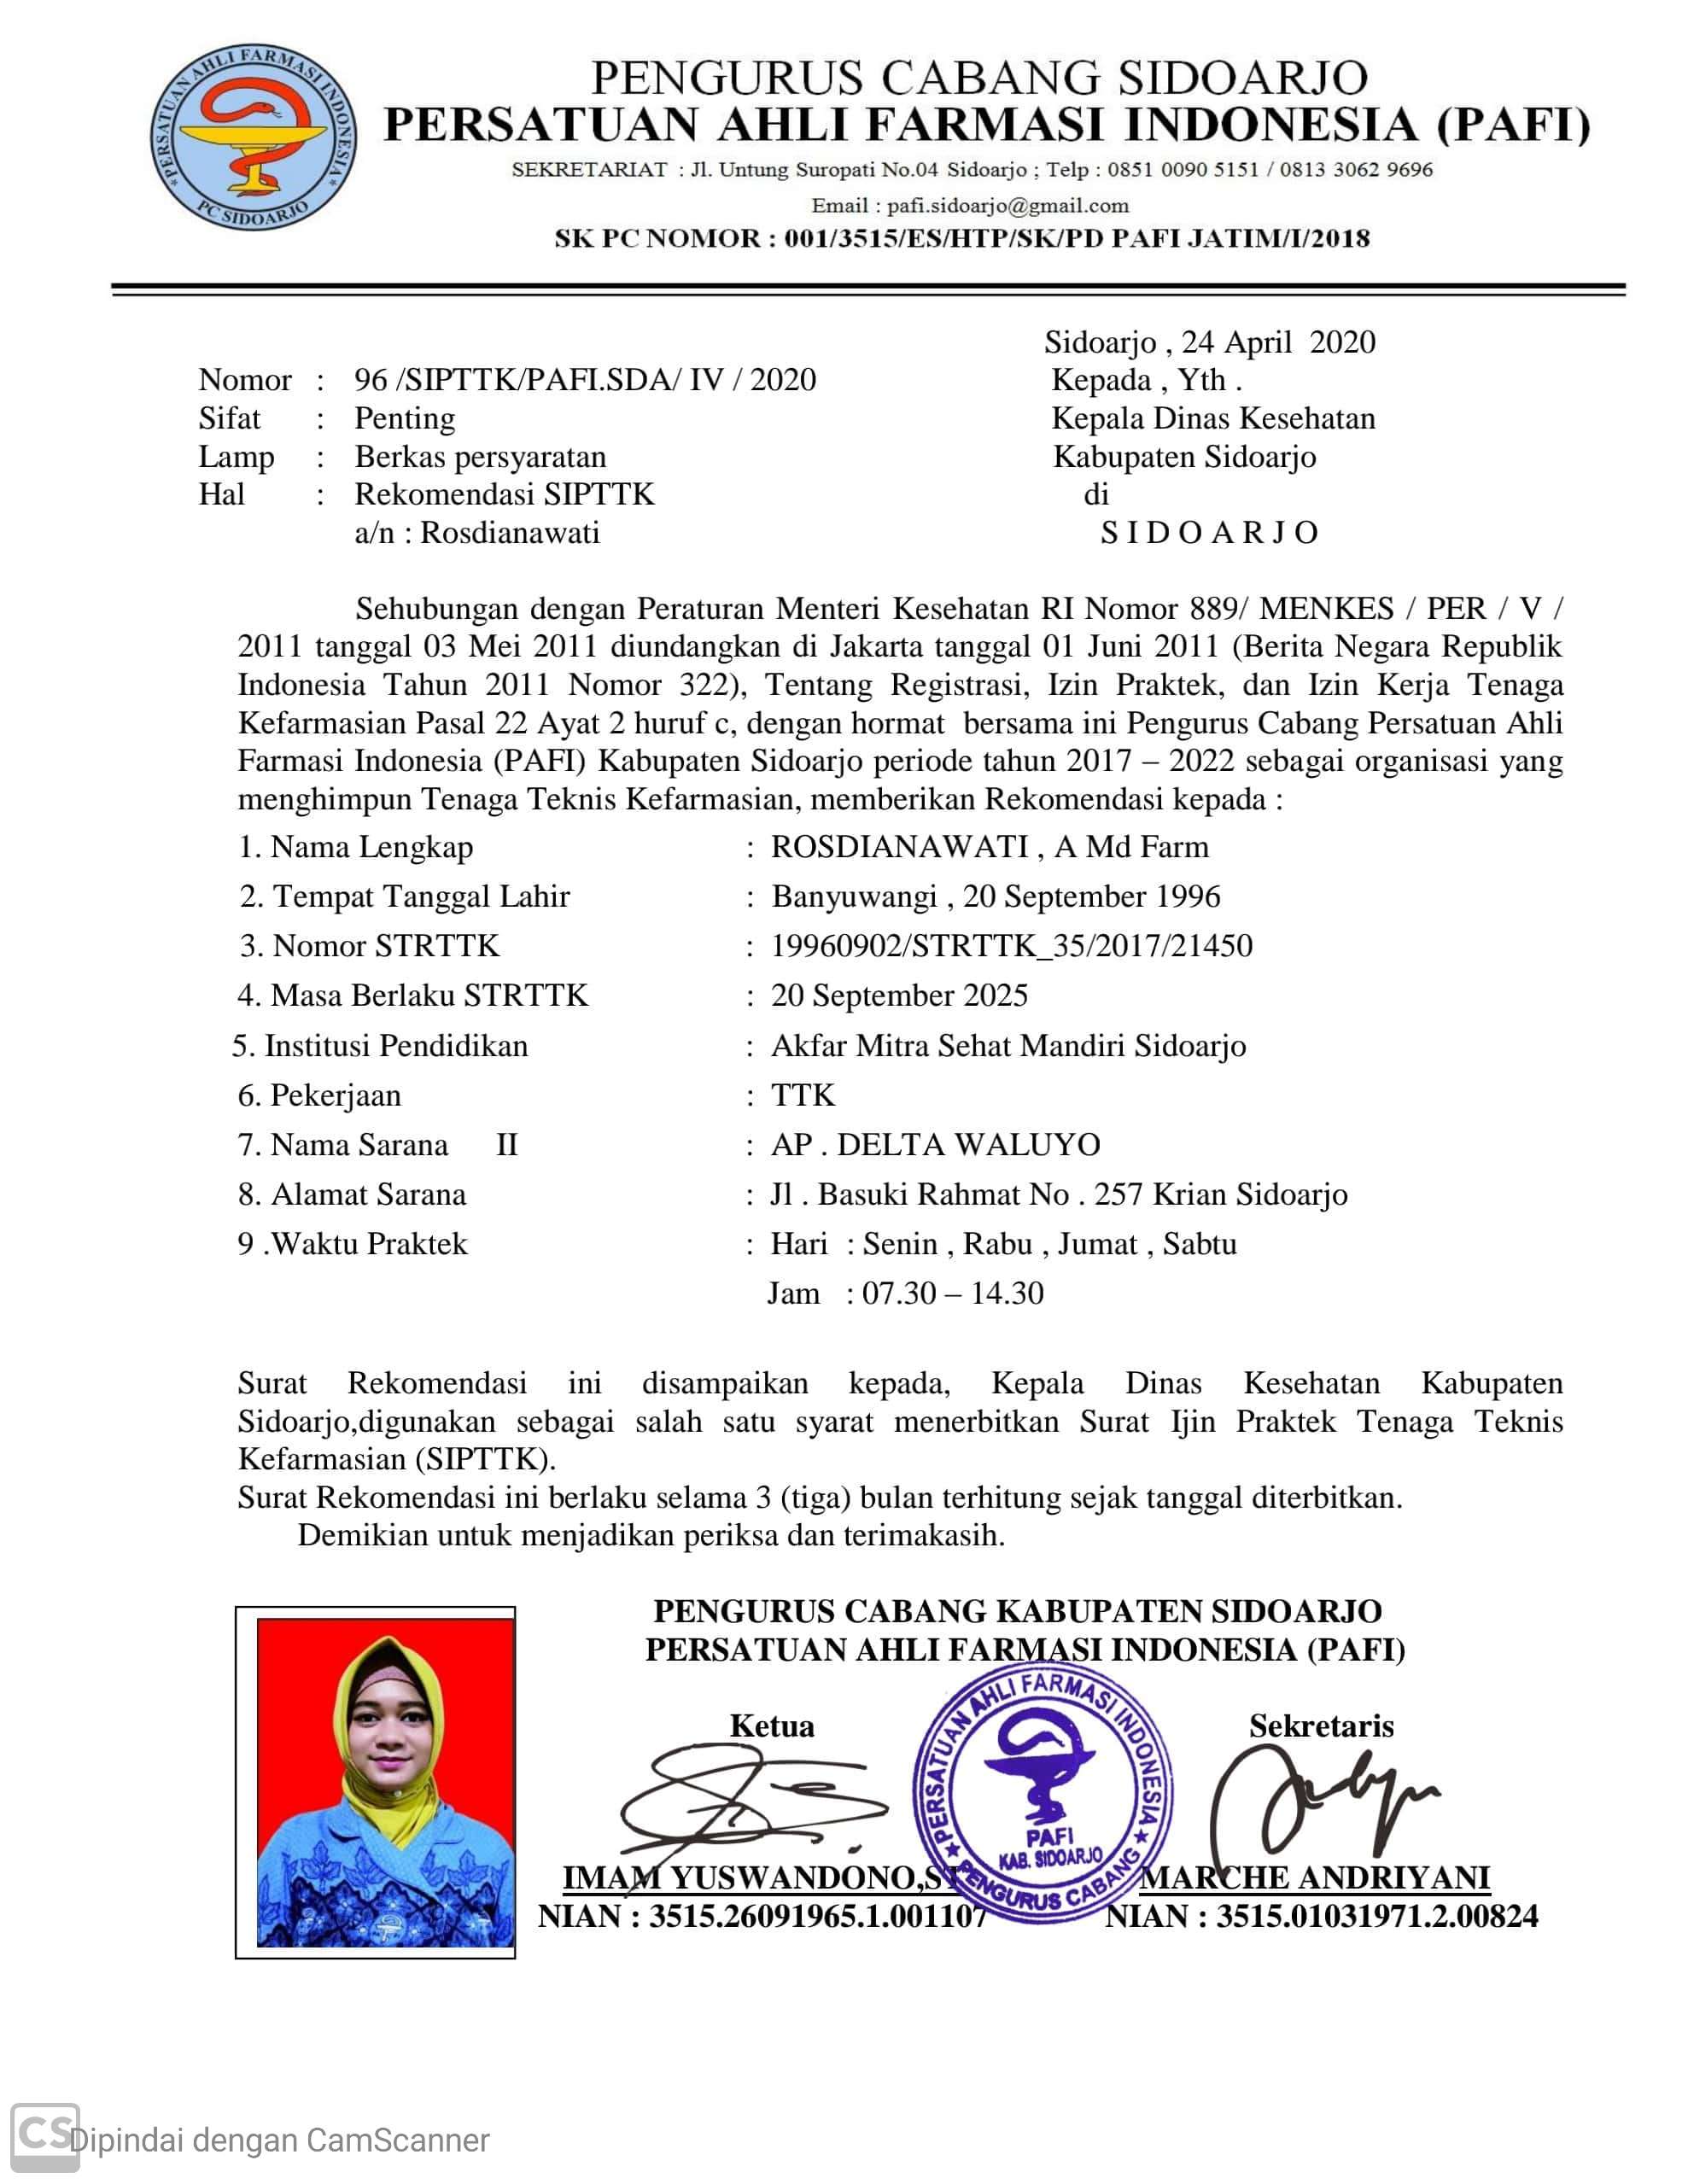 PERSATUAN AHLI FARMASI INDONESIA
PC SIDOARJO
PENGURUS CABANG SIDOARJO
PERSATUAN AHLI FARMASI INDONESIA (PAFI)
SEKRETARIAT : Jl. Untung Suropati No.04 Sidoarjo ; Telp : 0851 0090 5151 / 0813 3062 9696
Email : pafi.sidoarjo@gmail.com
SK PC NOMOR : 001/3515/ES/HTP/SK/PD PAFI JATIM/I/2018
Sidoarjo , 24 April 2020
Nomor : 96 /SIPTTK/PAFI.SDA/ IV / 2020
Kepada , Yth .
Sifat : Penting
Kepala Dinas Kesehatan
Lamp : Berkas persyaratan
Kabupaten Sidoarjo
Hal : Rekomendasi SIPTTK
di
a/n : Rosdianawati
S I D O A R J O
Sehubungan dengan Peraturan Menteri Kesehatan RI Nomor 889/ MENKES / PER / V /
2011 tanggal 03 Mei 2011 diundangkan di Jakarta tanggal 01 Juni 2011 (Berita Negara Republik
Indonesia Tahun 2011 Nomor 322), Tentang Registrasi, Izin Praktek, dan Izin Kerja Tenaga
Kefarmasian Pasal 22 Ayat 2 huruf c, dengan hormat bersama ini Pengurus Cabang Persatuan Ahli
Farmasi Indonesia (PAFI) Kabupaten Sidoarjo periode tahun 2017 – 2022 sebagai organisasi yang
menghimpun Tenaga Teknis Kefarmasian, memberikan Rekomendasi kepada :
1. Nama Lengkap : ROSDIANAWATI , A Md Farm
2. Tempat Tanggal Lahir : Banyuwangi , 20 September 1996
3. Nomor STRTTK : 19960902/STRTTK_35/2017/21450
4. Masa Berlaku STRTTK : 20 September 2025
5. Institusi Pendidikan : Akfar Mitra Sehat Mandiri Sidoarjo
6. Pekerjaan : TTK
7. Nama Sarana II : AP . DELTA WALUYO
8. Alamat Sarana : Jl . Basuki Rahmat No . 257 Krian Sidoarjo
9 .Waktu Praktek : Hari : Senin , Rabu , Jumat , Sabtu
Jam : 07.30 – 14.30
Surat Rekomendasi ini disampaikan kepada, Kepala Dinas Kesehatan Kabupaten
Sidoarjo,digunakan sebagai salah satu syarat menerbitkan Surat Ijin Praktek Tenaga Teknis
Kefarmasian (SIPTTK).
Surat Rekomendasi ini berlaku selama 3 (tiga) bulan terhitung sejak tanggal diterbitkan.
Demikian untuk menjadikan periksa dan terimakasih.
PENGURUS CABANG KABUPATEN SIDOARJO
PERSATUAN AHLI FARMASI INDONESIA (PAFI)
Ketua
Sekretaris
PERSATUAN AHLI FARMASI INDONESIA
PAFI
KAB. SIDOARJO
PENGURUS CABANG
IMAM YUSWANDONO,ST
MARCHE ANDRIYANI
NIAN : 3515.26091965.1.001107
NIAN : 3515.01031971.2.00824
CS
Dipindai dengan CamScanner